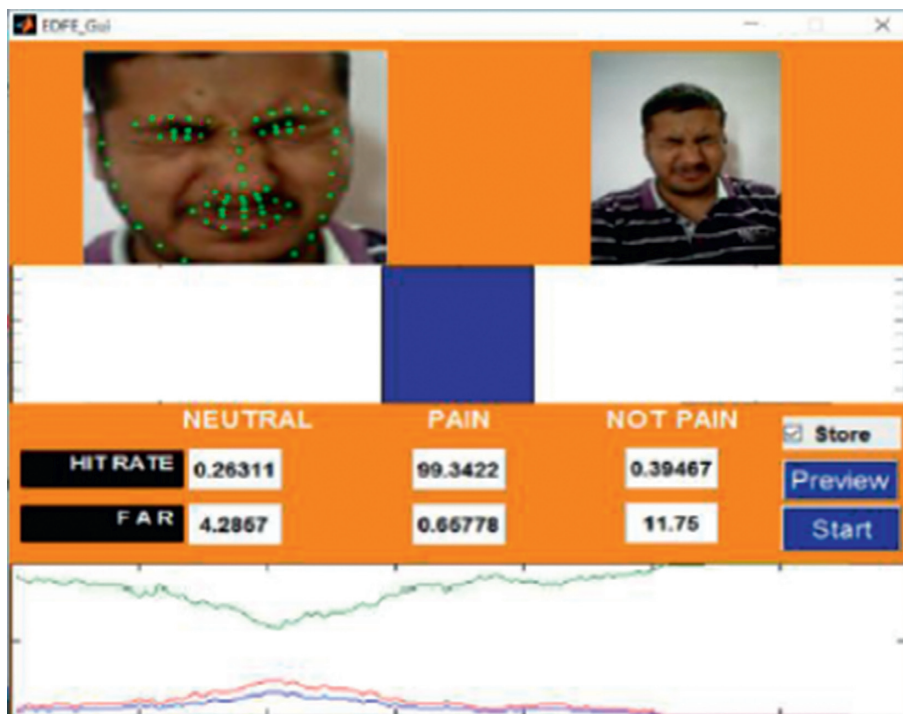 EDFE_Gui
NEUTRAL PAIN NOT PAIN
Store
HIT RATE 0.26311 99.3422 0.39467
Preview
F A R 4.2857 0.65778 11.75
Start